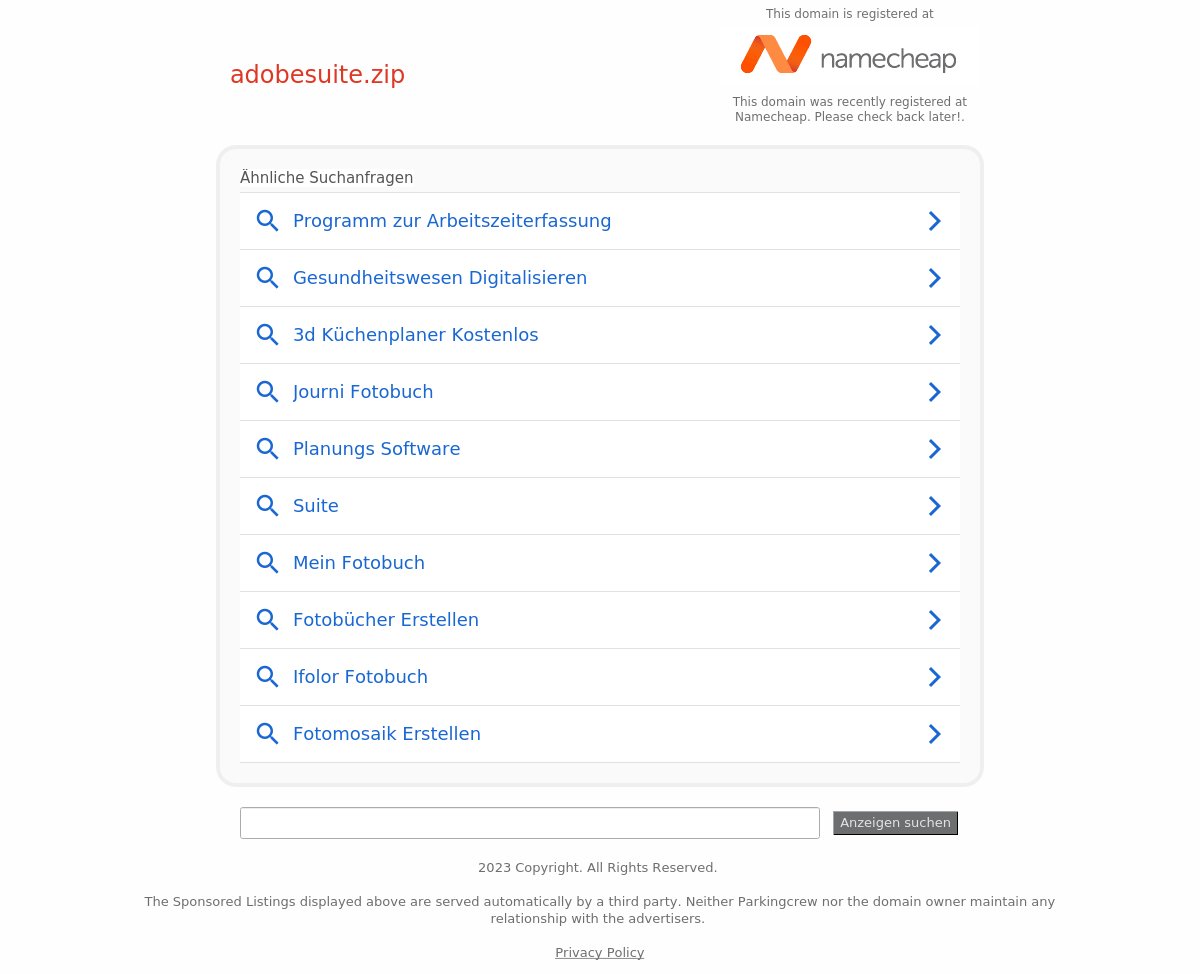 This domain is registered at
namecheap
adobesuite.zip
This domain was recently registered at
Namecheap. Please check back later!.
Ähnliche Suchanfragen
Programm zur Arbeitszeiterfassung
Gesundheitswesen Digitalisieren
3d Küchenplaner Kostenlos
Journi Fotobuch
Planungs Software
Suite
Mein Fotobuch
Fotobücher Erstellen
Ifolor Fotobuch
Fotomosaik Erstellen
Anzeigen suchen
2023 Copyright. All Rights Reserved.
The Sponsored Listings displayed above are served automatically by a third party. Neither Parkingcrew nor the domain owner maintain any
relationship with the advertisers.
Privacy Policy